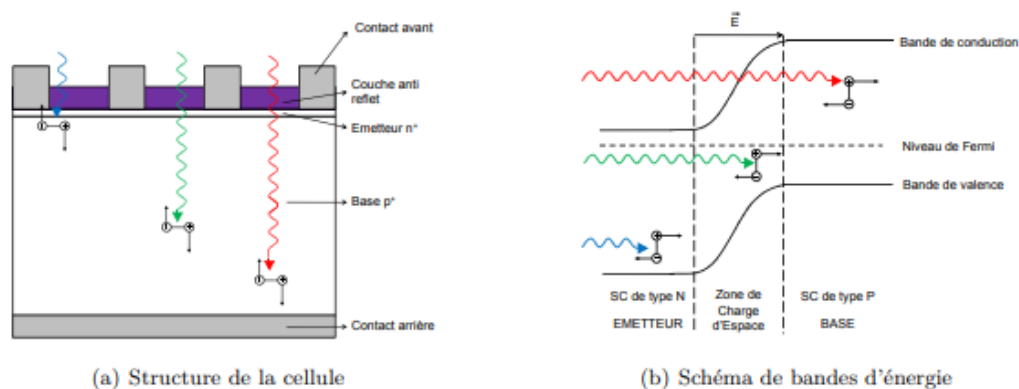 Contact avant
Couche anti
reflet
Emetteur n⁺
Base p⁺
Contact arrière
(a) Structure de la cellule
E
Bande de conduction
Niveau de Fermi
Bande de valence
SC de type N
EMETTEUR
Zone de
Charge
d'Espace
SC de type P
BASE
(b) Schéma de bandes d'énergie